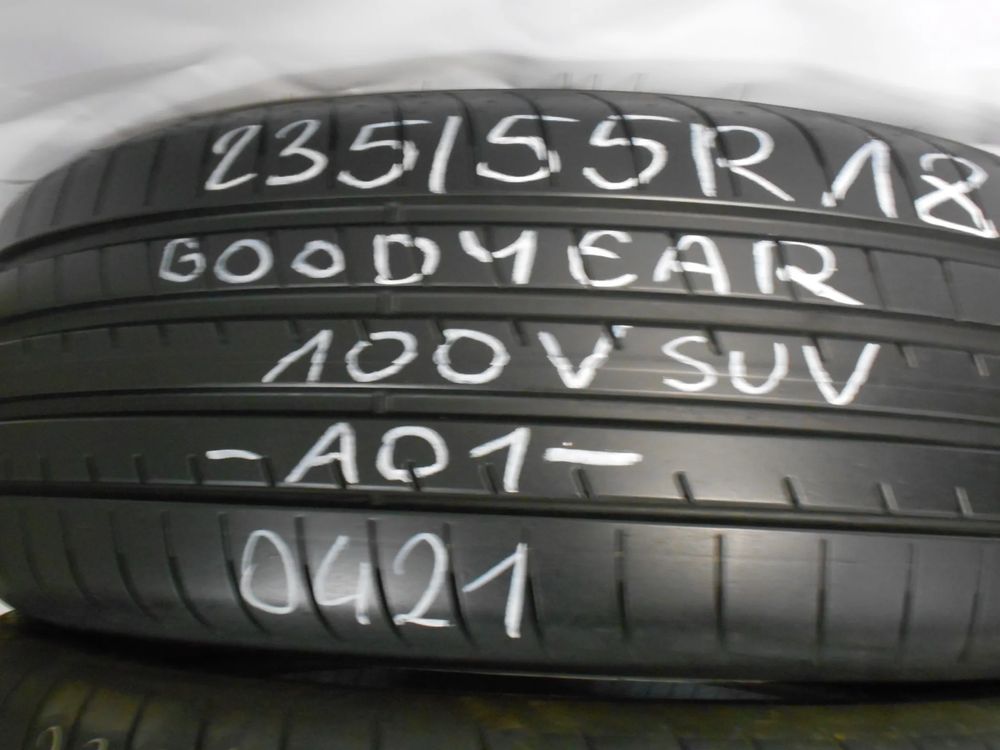 235/55R18
GOODYEAR
100V SUV
-AO1-
0421